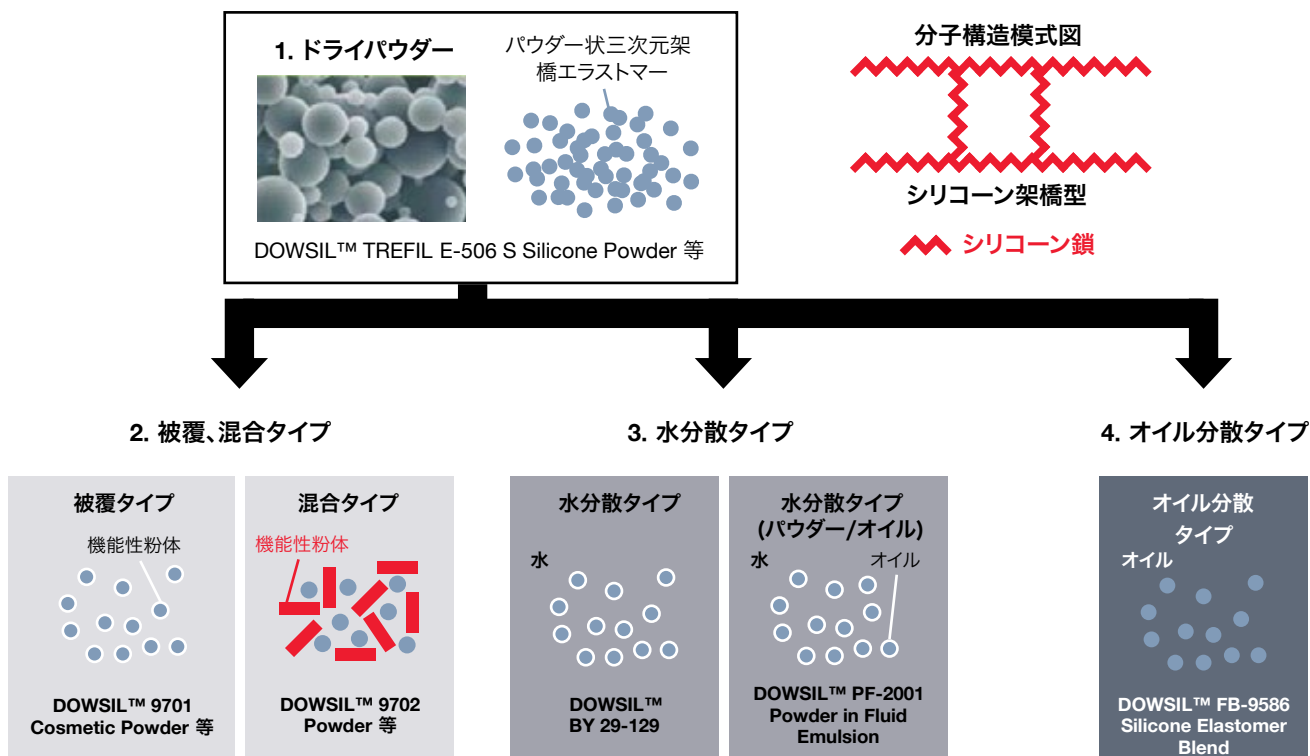 1. ドライパウダー
パウダー状三次元架
橋エラストマー
DOWSIL™ TREFIL E-506 S Silicone Powder 等
分子構造模式図
シリコーン架橋型
シリコーン鎖
2. 被覆、混合タイプ
3. 水分散タイプ
4. オイル分散タイプ
被覆タイプ
機能性粉体
DOWSIL™ 9701
Cosmetic Powder 等
混合タイプ
機能性粉体
DOWSIL™ 9702
Powder 等
水分散タイプ
水
DOWSIL™
BY 29-129
水分散タイプ
(パウダー/オイル)
水
オイル
DOWSIL™ PF-2001
Powder in Fluid
Emulsion
オイル分散
タイプ
オイル
DOWSIL™ FB-9586
Silicone Elastomer
Blend